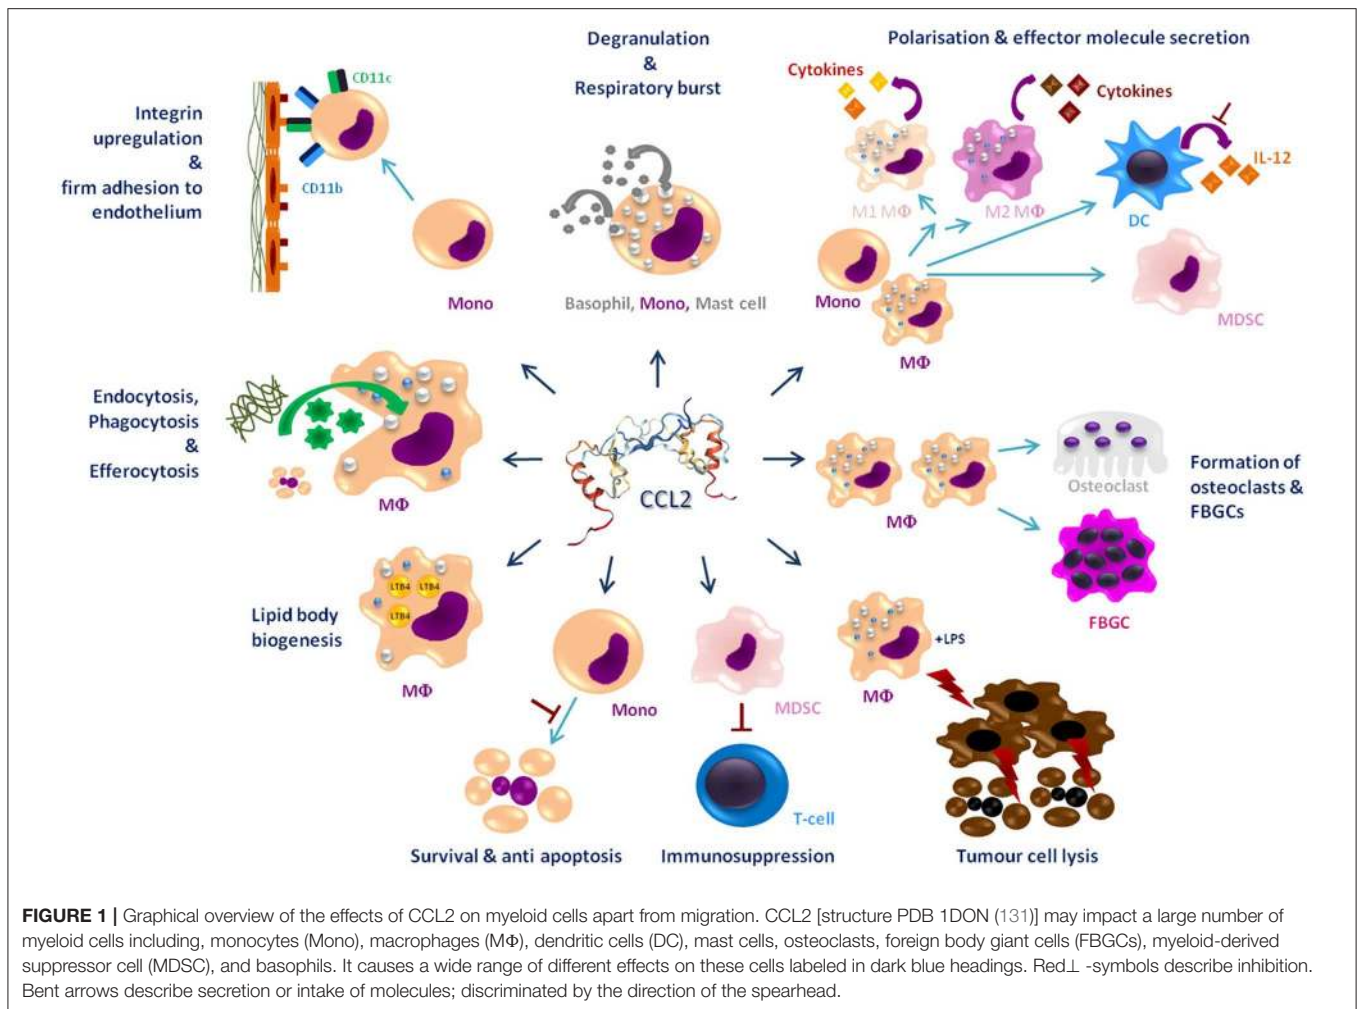 Degranulation
&
Respiratory burst
Polarisation & effector molecule secretion
Integrin
upregulation
&
firm adhesion to
endothelium
CD11c
CD11b
Mono
Basophil, Mono, Mast cell
Cytokines
Cytokines
M1 MΦ
M2 MΦ
IL-12
DC
Mono
MΦ
MDSC
Endocytosis,
Phagocytosis
&
Efferocytosis
MΦ
CCL2
MΦ
Osteoclast
FBGC
Formation of
osteoclasts &
FBGCs
Lipid body
biogenesis
LTB4
LTB4
LTB4
MΦ
Mono
Survival & anti apoptosis
MDSC
T-cell
Immunosuppression
+LPS
MΦ
Tumour cell lysis
FIGURE 1 | Graphical overview of the effects of CCL2 on myeloid cells apart from migration. CCL2 [structure PDB 1DON (131)] may impact a large number of
myeloid cells including, monocytes (Mono), macrophages (MΦ), dendritic cells (DC), mast cells, osteoclasts, foreign body giant cells (FBGCs), myeloid-derived
suppressor cell (MDSC), and basophils. It causes a wide range of different effects on these cells labeled in dark blue headings. Red⊥ -symbols describe inhibition.
Bent arrows describe secretion or intake of molecules; discriminated by the direction of the spearhead.